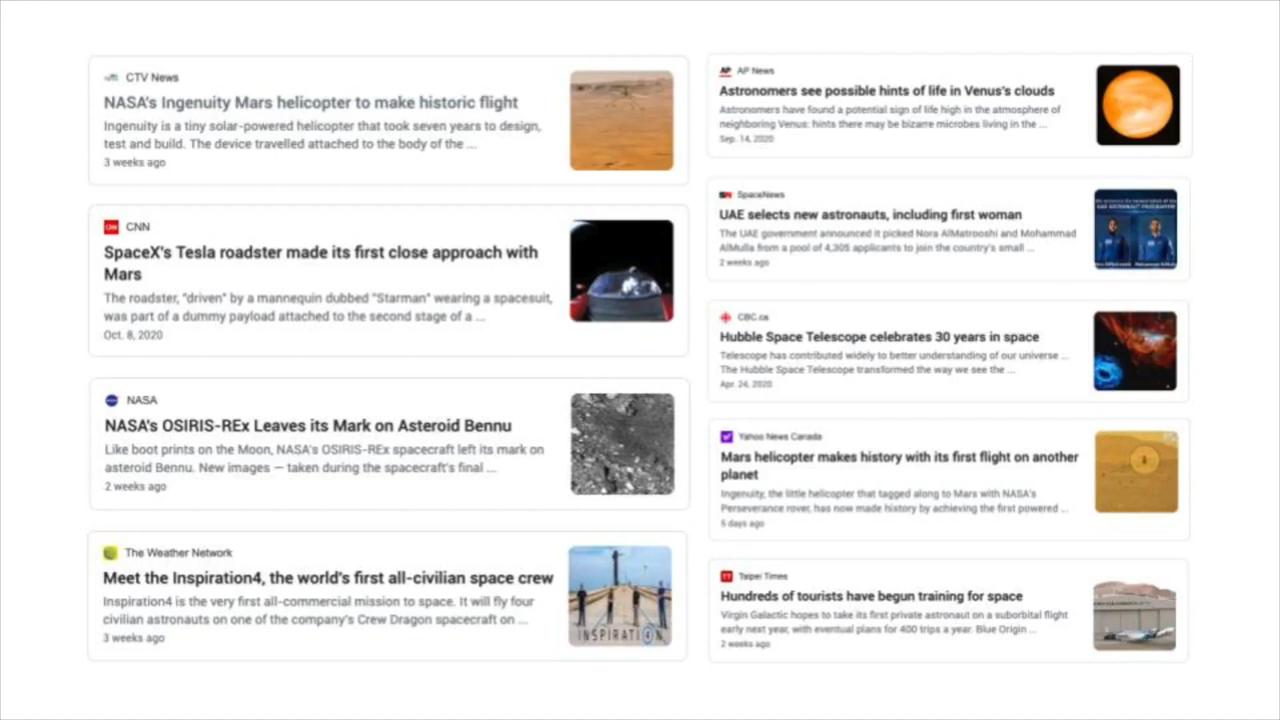 CTV News
NASA's Ingenuity Mars helicopter to make historic flight
Ingenuity is a tiny solar-powered helicopter that took seven years to design,
test and build. The device travelled attached to the body of the ...
3 weeks ago
CNN
SpaceX's Tesla roadster made its first close approach with
Mars
The roadster, "driven" by a mannequin dubbed "Starman" wearing a spacesuit,
was part of a dummy payload attached to the second stage of a ...
Oct. 8, 2020
NASA
NASA's OSIRIS-REx Leaves its Mark on Asteroid Bennu
Like boot prints on the Moon, NASA's OSIRIS-REx spacecraft left its mark on
asteroid Bennu. New images — taken during the spacecraft's final ...
2 weeks ago
The Weather Network
Meet the Inspiration4, the world's first all-civilian space crew
Inspiration4 is the very first all-commercial mission to space. It will fly four
civilian astronauts on one of the company's Crew Dragon spacecraft on ...
3 weeks ago
INSPIRATI4N
AP AP News
Astronomers see possible hints of life in Venus's clouds
Astronomers have found a potential sign of life high in the atmosphere of
neighboring Venus: hints there may be bizarre microbes living in the ...
Sep. 14, 2020
SpaceNews
UAE selects new astronauts, including first woman
The UAE government announced it picked Nora AlMatrooshi and Mohammad
AlMulla from a pool of 4,305 applicants to join the country's small ...
2 weeks ago
CBC.ca
Hubble Space Telescope celebrates 30 years in space
Telescope has contributed widely to better understanding of our universe ...
The Hubble Space Telescope transformed the way we see the ...
Apr. 24, 2020
Yahoo News Canada
Mars helicopter makes history with its first flight on another
planet
Ingenuity, the little helicopter that tagged along to Mars with NASA's
Perseverance rover, has now made history by achieving the first powered ...
5 days ago
TT Taipei Times
Hundreds of tourists have begun training for space
Virgin Galactic hopes to take its first private astronaut on a suborbital flight
early next year, with eventual plans for 400 trips a year. Blue Origin ...
2 weeks ago